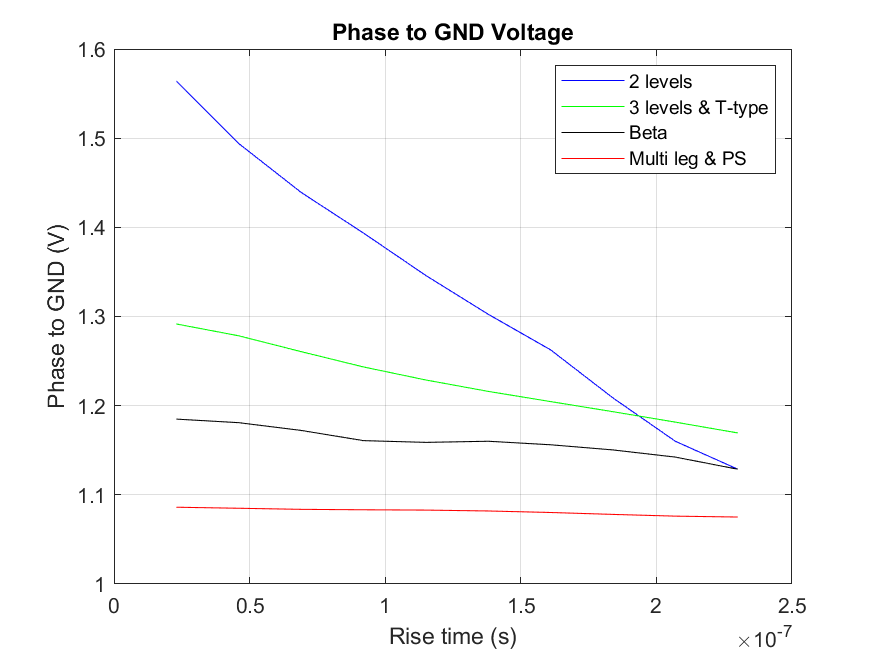 Phase to GND Voltage
1.6
1.5
1.4
1.3
1.2
1.1
1
Phase to GND (V)
2 levels
3 levels & T-type
Beta
Multi leg & PS
0
0.5
1
1.5
2
2.5
Rise time (s)
×10⁻⁷